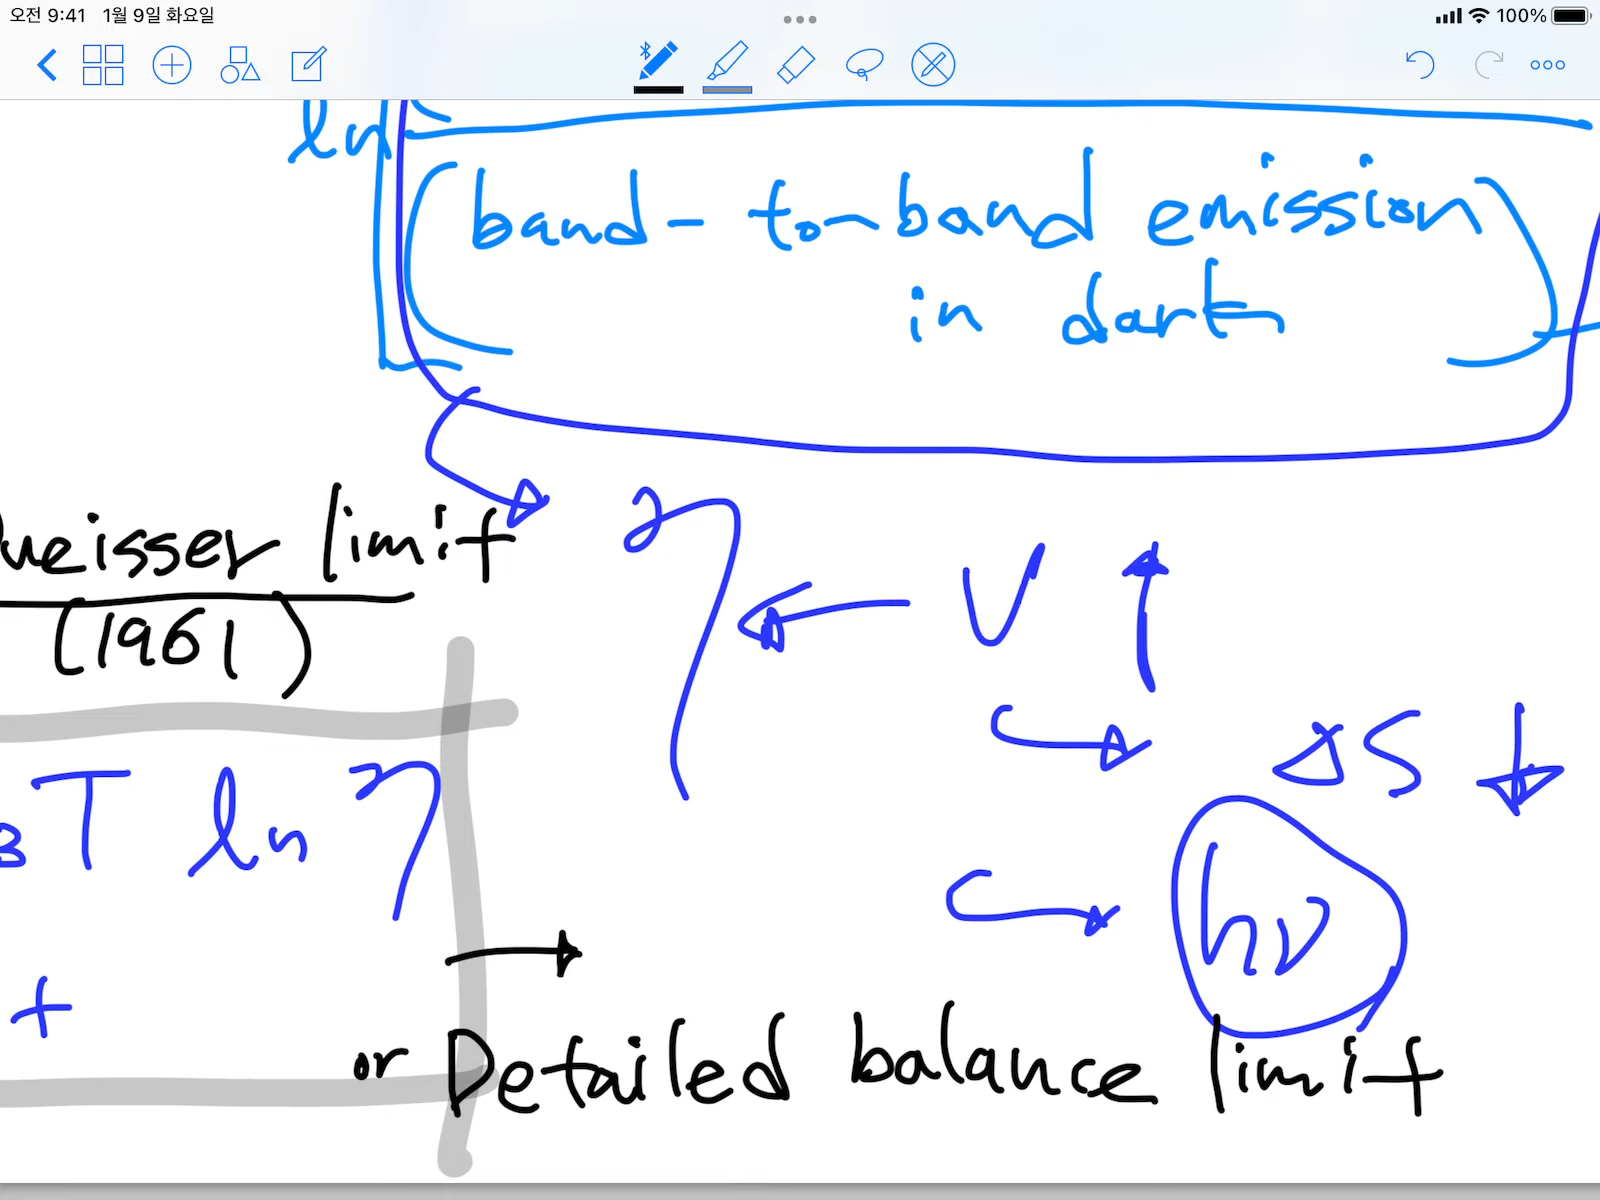 오전 9:41 1월 9일 화요일 100%
ln
(band-to-band emission
in dark)
ueisser limit
(1961)
η ← V ↑
ΔS ↓
B T ln η
hν
+
→
or Detailed balance limit